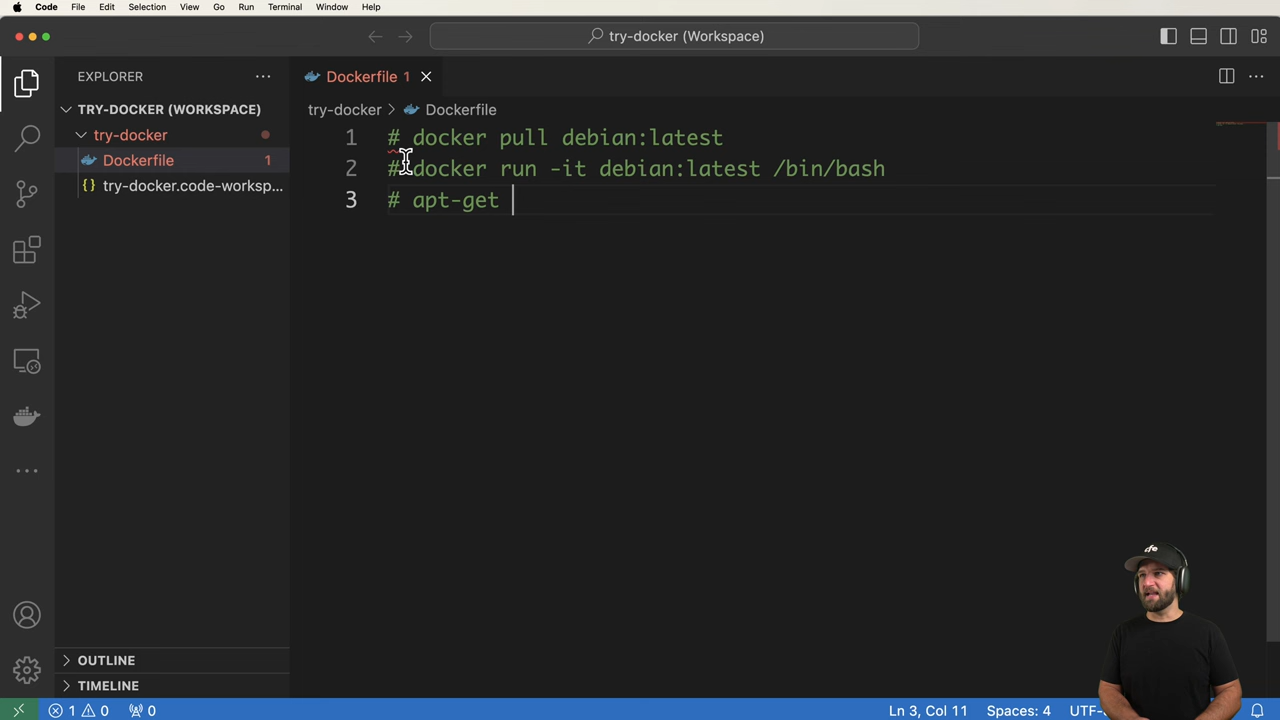 Code File Edit Selection View Go Run Terminal Window Help
try-docker (Workspace)
EXPLORER
Dockerfile 1
TRY-DOCKER (WORKSPACE)
try-docker > Dockerfile
try-docker
1 # docker pull debian:latest
Dockerfile 1
2 # docker run -it debian:latest /bin/bash
{} try-docker.code-worksp...
3 # apt-get
cfe
OUTLINE
TIMELINE
1 0 0 Ln 3, Col 11 Spaces: 4 UTF-